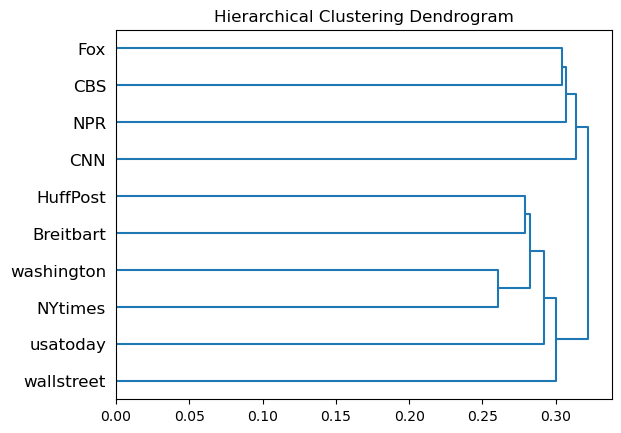 Hierarchical Clustering Dendrogram
Fox
CBS
NPR
CNN
HuffPost
Breitbart
washington
NYtimes
usatoday
wallstreet
0.00 0.05 0.10 0.15 0.20 0.25 0.30